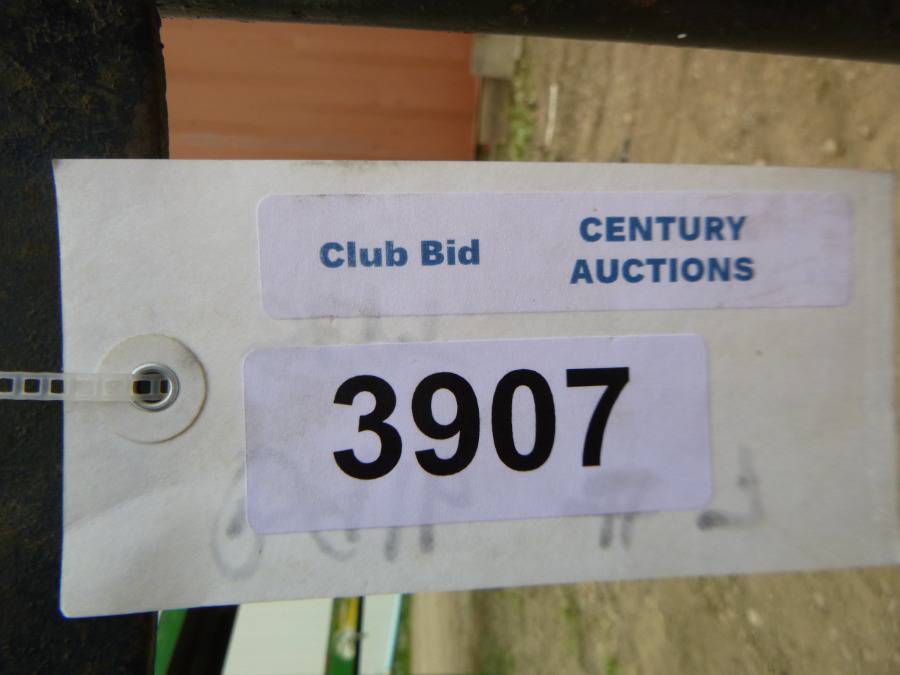 Club Bid
CENTURY
AUCTIONS
3907